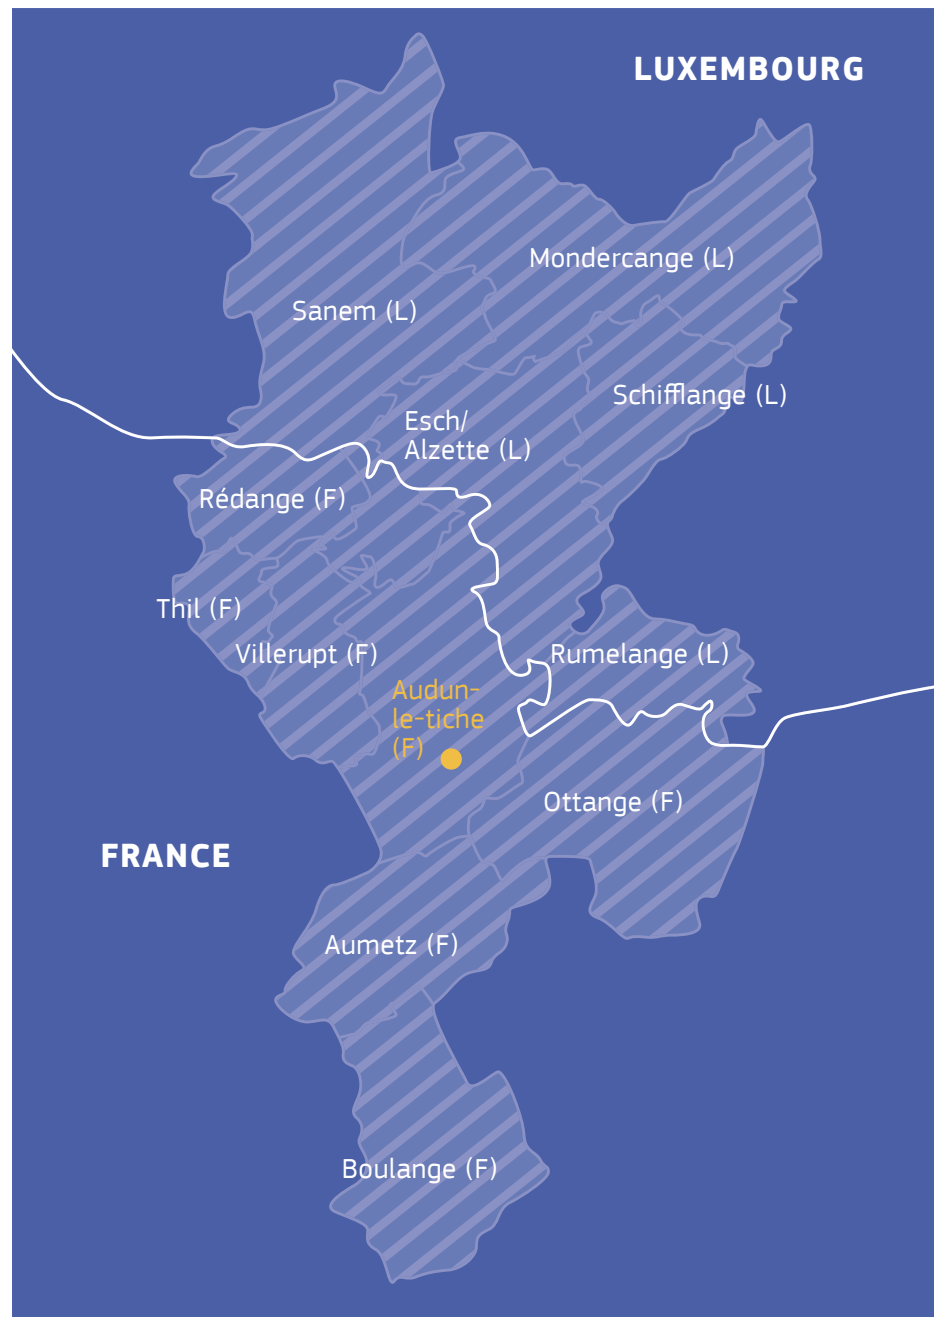 LUXEMBOURG
Mondercange (L)
Sanem (L)
Schifflange (L)
Esch/
Alzette (L)
Rédange (F)
Thil (F)
Villerupt (F)
Rumelange (L)
Audun-
le-tiche
(F)
Ottange (F)
FRANCE
Aumetz (F)
Boulange (F)